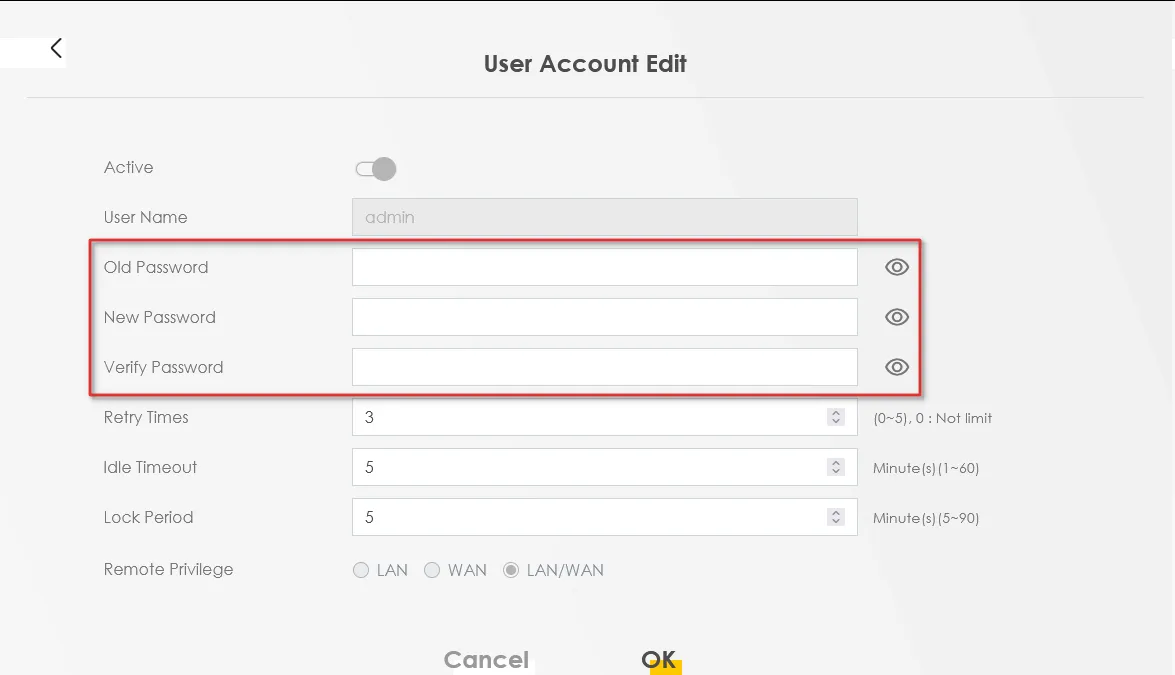 User Account Edit
Active
User Name admin
Old Password
New Password
Verify Password
Retry Times 3 (0~5), 0 : Not limit
Idle Timeout 5 Minute(s)(1~60)
Lock Period 5 Minute(s)(5~90)
Remote Privilege LAN WAN LAN/WAN
Cancel OK